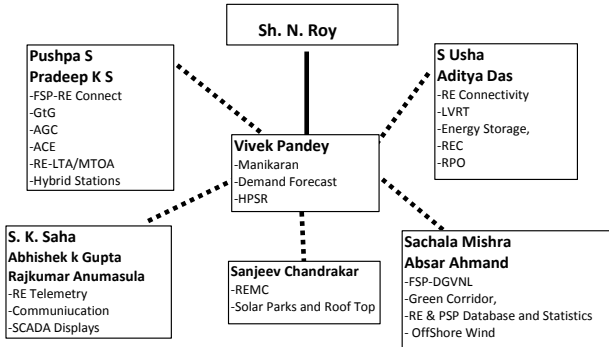 Sh. N. Roy
Pushpa S
Pradeep K S
-FSP-RE Connect
-GtG
-AGC
-ACE
-RE-LTA/MTOA
-Hybrid Stations
S Usha
Aditya Das
-RE Connectivity
-LVRT
-Energy Storage,
-REC
-RPO
Vivek Pandey
-Manikaran
-Demand Forecast
-HPSR
S. K. Saha
Abhishek k Gupta
Rajkumar Anumasula
-RE Telemetry
-Communiucation
-SCADA Displays
Sanjeev Chandrakar
-REMC
-Solar Parks and Roof Top
Sachala Mishra
Absar Ahmand
-FSP-DGVNL
-Green Corridor,
-RE & PSP Database and Statistics
- OffShore Wind